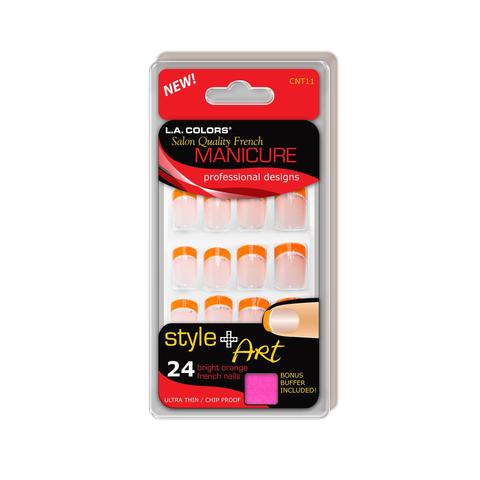 NEW!
CNT11
L.A. COLORS®
Salon Quality French
MANICURE
professional designs
style + Art
24 bright orange
french nails
BONUS
BUFFER
INCLUDED!
ULTRA THIN / CHIP PROOF